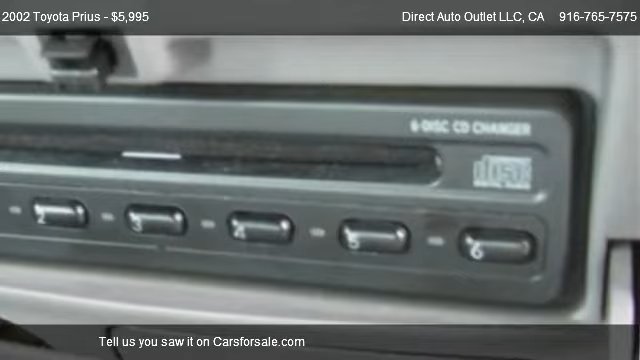 2002 Toyota Prius - $5,995
Direct Auto Outlet LLC, CA 916-765-7575
6-DISC CD CHANGER
disc
2 3 4 5 6
Tell us you saw it on Carsforsale.com